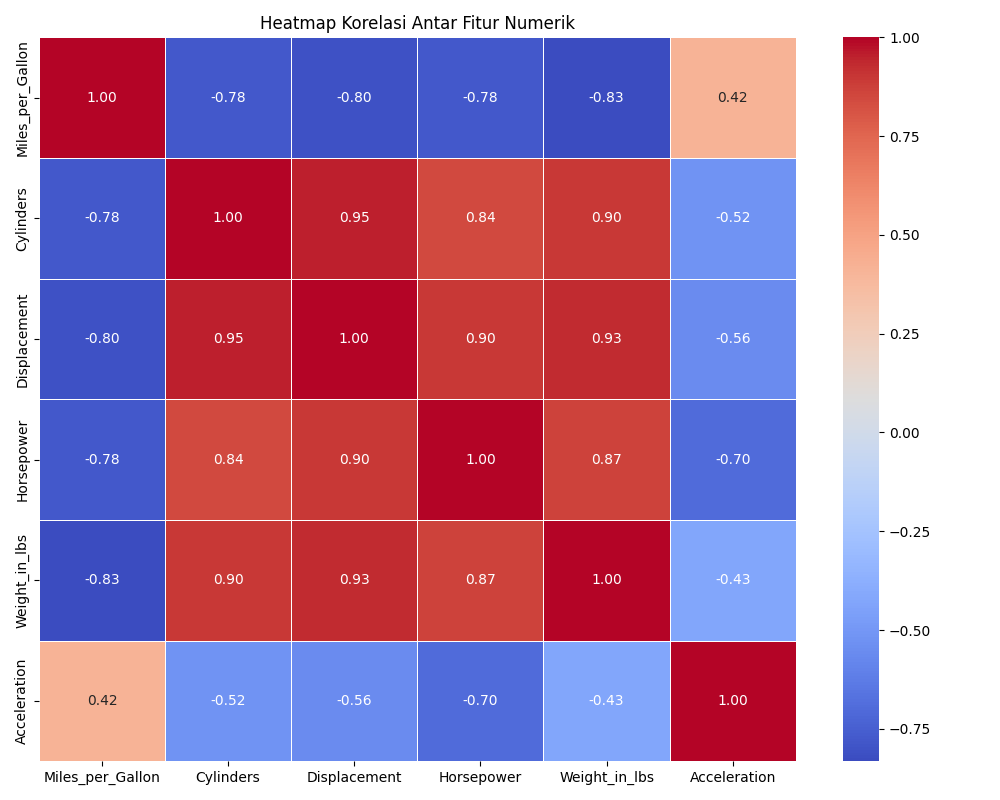 Heatmap Korelasi Antar Fitur Numerik
Miles_per_Gallon 1.00 -0.78 -0.80 -0.78 -0.83 0.42
Cylinders -0.78 1.00 0.95 0.84 0.90 -0.52
Displacement -0.80 0.95 1.00 0.90 0.93 -0.56
Horsepower -0.78 0.84 0.90 1.00 0.87 -0.70
Weight_in_lbs -0.83 0.90 0.93 0.87 1.00 -0.43
Acceleration 0.42 -0.52 -0.56 -0.70 -0.43 1.00
Miles_per_Gallon Cylinders Displacement Horsepower Weight_in_lbs Acceleration
1.00
0.75
0.50
0.25
0.00
−0.25
−0.50
−0.75